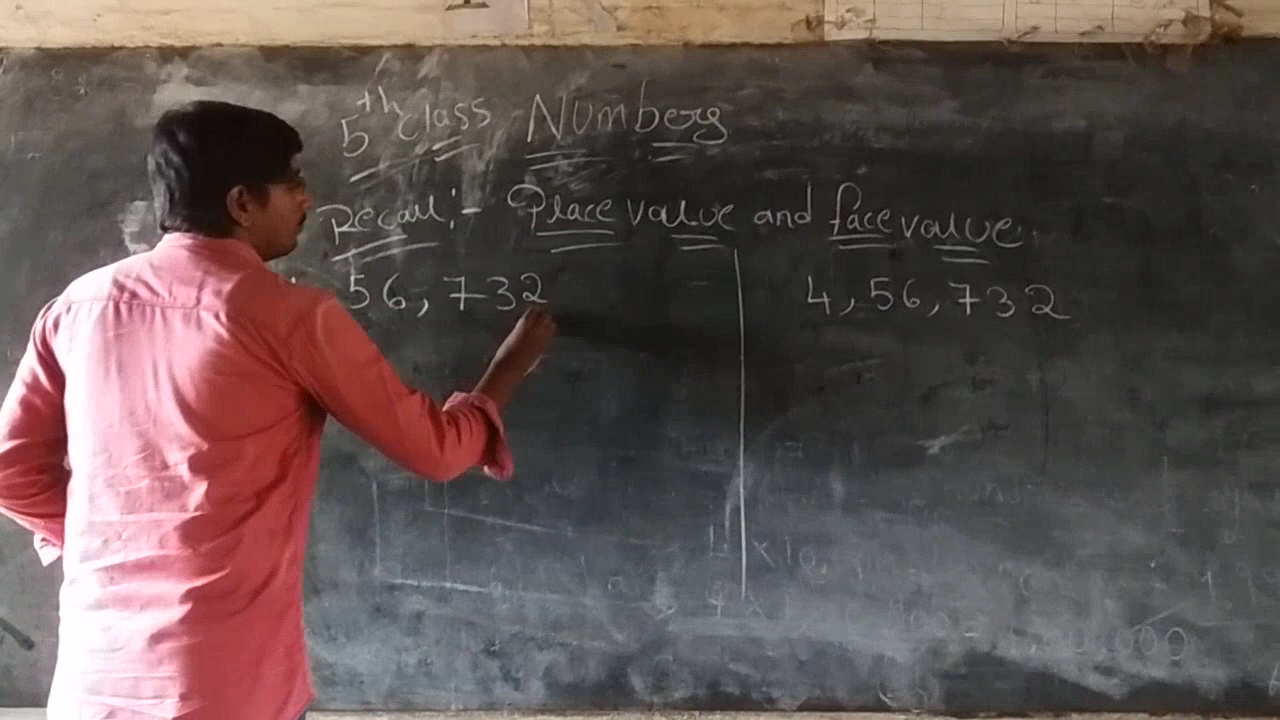 5th class Numbers
Recall:- Place value and face value.
56,732
4,56,732